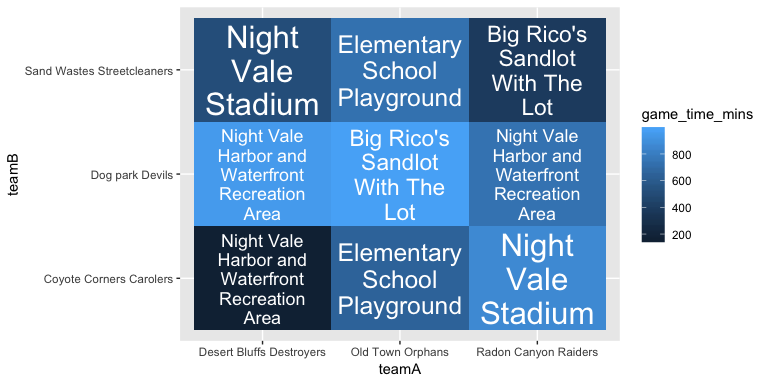 Night
Vale
Stadium
Elementary
School
Playground
Big Rico's
Sandlot
With The
Lot
Sand Wastes Streetcleaners
game_time_mins
Night Vale
Harbor and
Waterfront
Recreation
Area
Big Rico's
Sandlot
With The
Lot
Night Vale
Harbor and
Waterfront
Recreation
Area
800
600
400
200
teamB
Dog park Devils
Night Vale
Harbor and
Waterfront
Recreation
Area
Elementary
School
Playground
Night
Vale
Stadium
Coyote Corners Carolers
Desert Bluffs Destroyers
Old Town Orphans
Radon Canyon Raiders
teamA